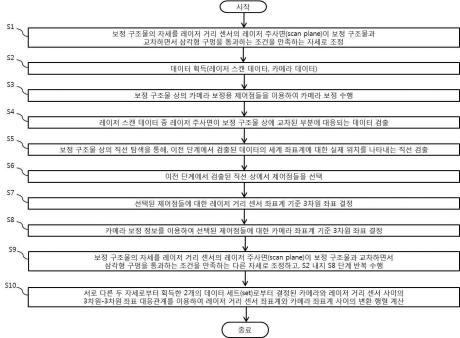 시작
S1
보정 구조물의 자세를 레이저 거리 센서의 레이저 주사면(scan plane)이 보정 구조물과
교차하면서 삼각형 구멍을 통과하는 조건을 만족하는 자세로 조정
S2
데이터 획득(레이저 스캔 데이터, 카메라 데이터)
S3
보정 구조물 상의 카메라 보정용 제어점들을 이용하여 카메라 보정 수행
S4
레이저 스캔 데이터 중 레이저 주사면이 보정 구조물 상에 교차된 부분에 대응되는 데이터 검출
S5
보정 구조물 상의 직선 탐색을 통해, 이전 단계에서 검출된 데이터의 세계 좌표계에 대한 실제 위치를 나타내는 직선 검출
S6
이전 단계에서 검출된 직선 상에서 제어점들을 선택
S7
선택된 제어점들에 대한 레이저 거리 센서 좌표계 기준 3차원 좌표 결정
S8
카메라 보정 정보를 이용하여 선택된 제어점들에 대한 카메라 좌표계 기준 3차원 좌표 결정
S9
보정 구조물의 자세를 레이저 거리 센서의 레이저 주사면(scan plane)이 보정 구조물과 교차하면서
삼각형 구멍을 통과하는 조건을 만족하는 다른 자세로 조정하고, S2 내지 S8 단계 반복 수행
S10
서로 다른 두 자세로부터 획득한 2개의 데이터 세트(set)로부터 결정된 카메라와 레이저 거리 센서 사이의
3차원-3차원 좌표 대응관계를 이용하여 레이저 거리 센서 좌표계와 카메라 좌표계 사이의 변환 행렬 계산
종료